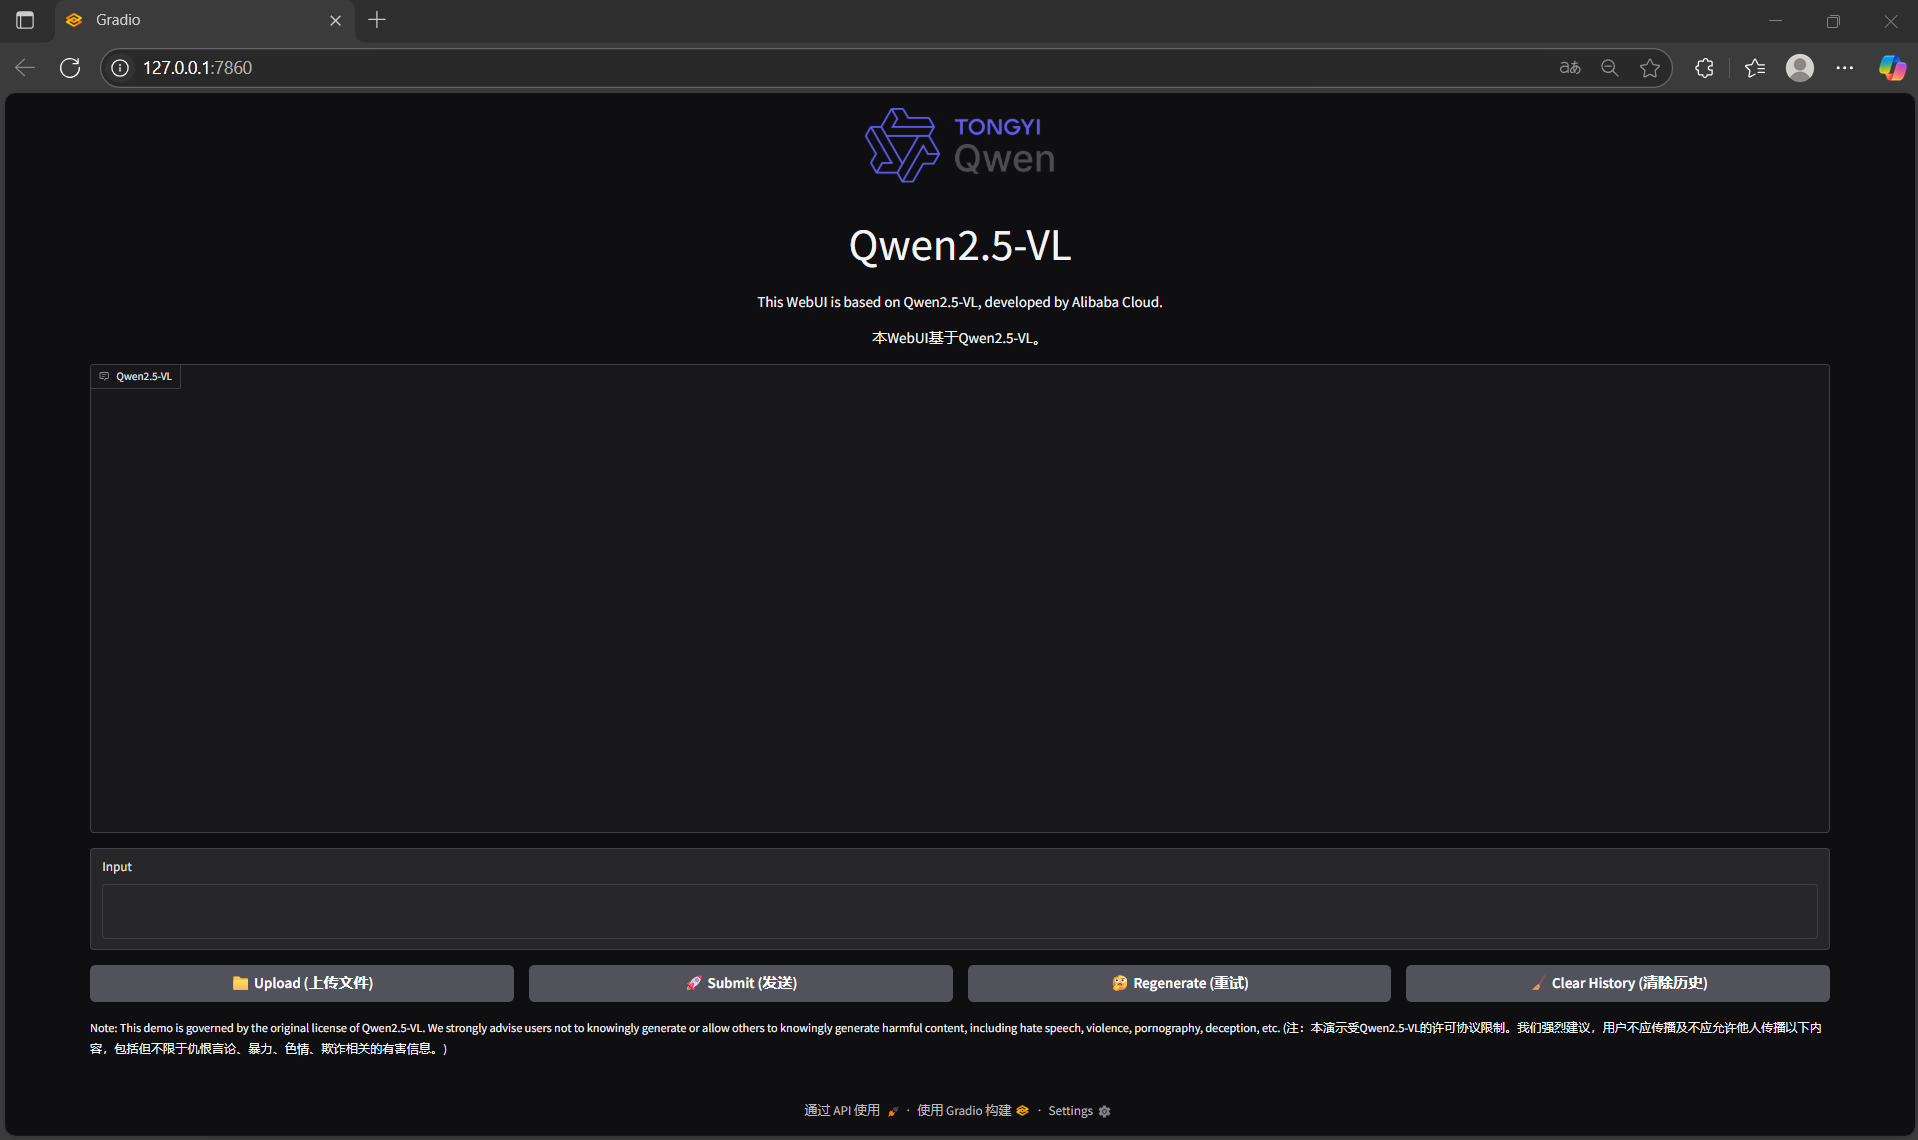 Gradio
127.0.0.1:7860
aあ
TONGYI
Qwen
Qwen2.5-VL
This WebUI is based on Qwen2.5-VL, developed by Alibaba Cloud.
本WebUI基于Qwen2.5-VL。
Qwen2.5-VL
Input
📁 Upload (上传文件)
🚀 Submit (发送)
🤔 Regenerate (重试)
🧹 Clear History (清除历史)
Note: This demo is governed by the original license of Qwen2.5-VL. We strongly advise users not to knowingly generate or allow others to knowingly generate harmful content, including hate speech, violence, pornography, deception, etc. (注：本演示受Qwen2.5-VL的许可协议限制。我们强烈建议，用户不应传播及不应允许他人传播以下内
容，包括但不限于仇恨言论、暴力、色情、欺诈相关的有害信息。)
通过 API 使用 · 使用 Gradio 构建 · Settings